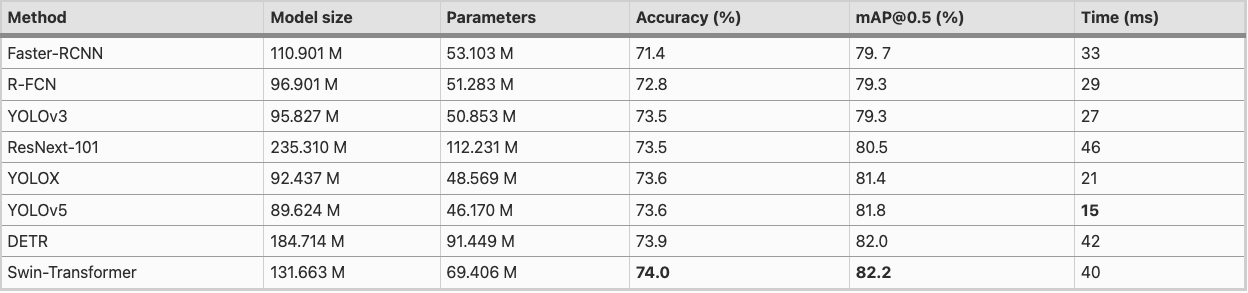 Method Model size Parameters Accuracy (%) mAP@0.5 (%) Time (ms)
Faster-RCNN 110.901 M 53.103 M 71.4 79. 7 33
R-FCN 96.901 M 51.283 M 72.8 79.3 29
YOLOv3 95.827 M 50.853 M 73.5 79.3 27
ResNext-101 235.310 M 112.231 M 73.5 80.5 46
YOLOX 92.437 M 48.569 M 73.6 81.4 21
YOLOv5 89.624 M 46.170 M 73.6 81.8 15
DETR 184.714 M 91.449 M 73.9 82.0 42
Swin-Transformer 131.663 M 69.406 M 74.0 82.2 40